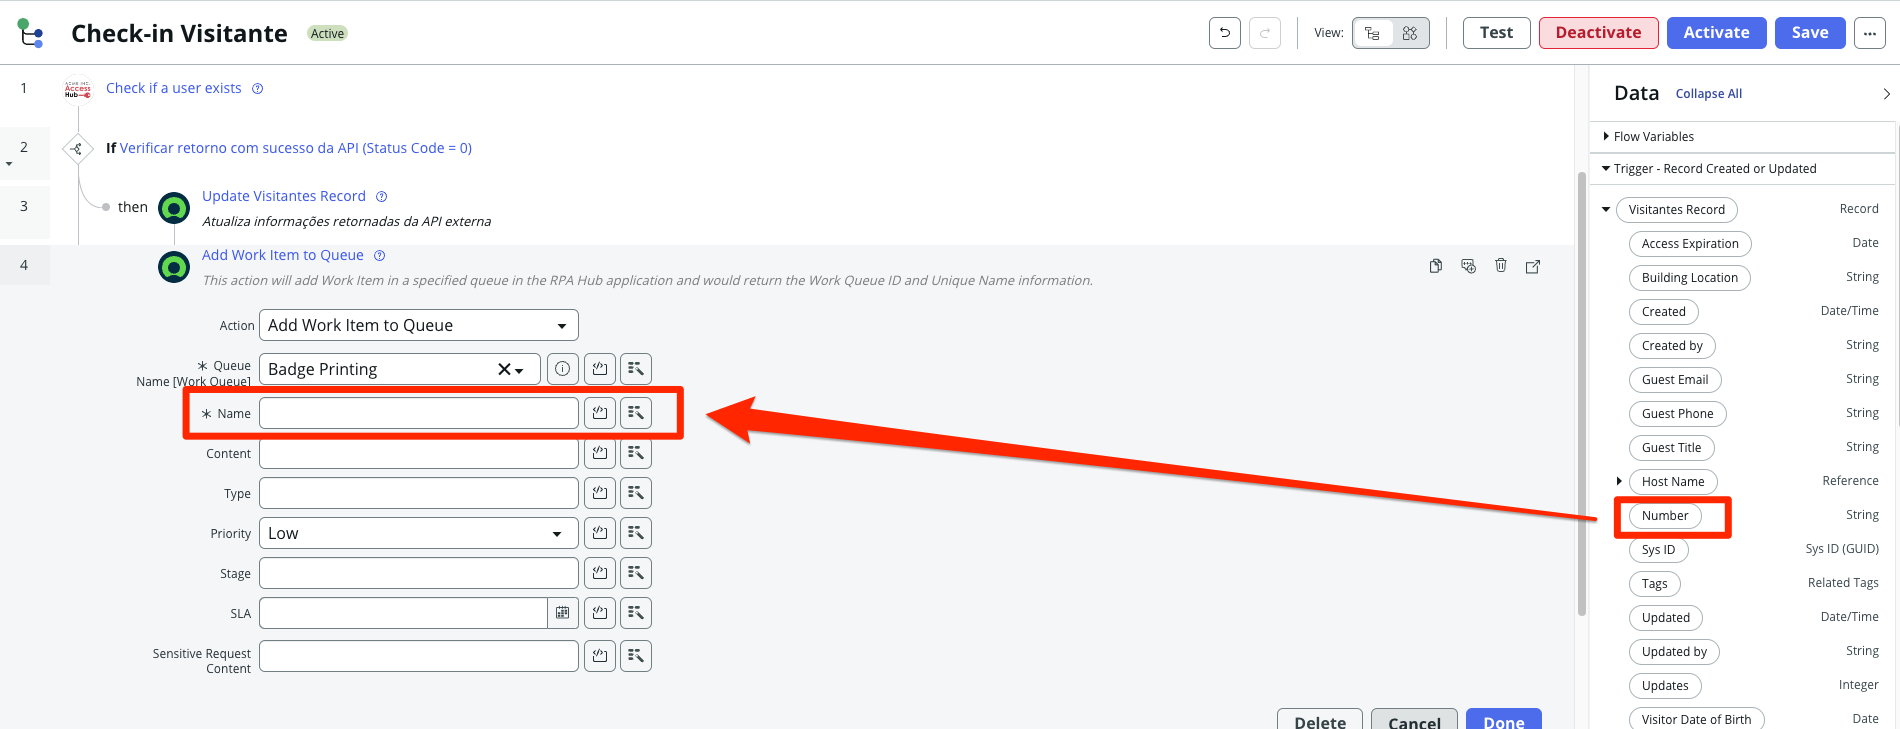 Check-in Visitante Active View: Test Deactivate Activate Save ...
1 ACME INC. Access Hub Check if a user exists
2 If Verificar retorno com sucesso da API (Status Code = 0)
3 then Update Visitantes Record
Atualiza informações retornadas da API externa
4 Add Work Item to Queue
This action will add Work Item in a specified queue in the RPA Hub application and would return the Work Queue ID and Unique Name information.
Action Add Work Item to Queue
* Queue Name [Work Queue] Badge Printing
* Name
Content
Type
Priority Low
Stage
SLA
Sensitive Request
Content
Delete Cancel Done
Data Collapse All
Flow Variables
Trigger - Record Created or Updated
Visitantes Record Record
Access Expiration Date
Building Location String
Created Date/Time
Created by String
Guest Email String
Guest Phone String
Guest Title String
Host Name Reference
Number String
Sys ID Sys ID (GUID)
Tags Related Tags
Updated Date/Time
Updated by String
Updates Integer
Visitor Date of Birth Date